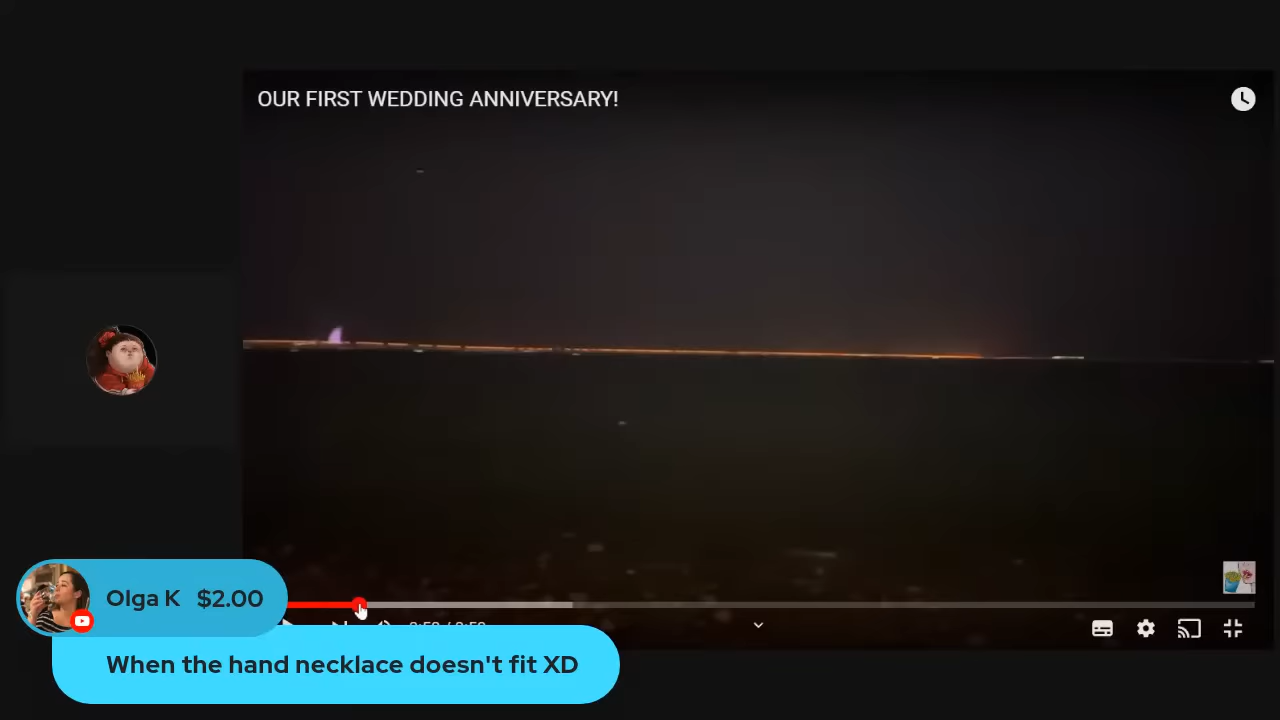 OUR FIRST WEDDING ANNIVERSARY!
Olga K $2.00
When the hand necklace doesn't fit XD